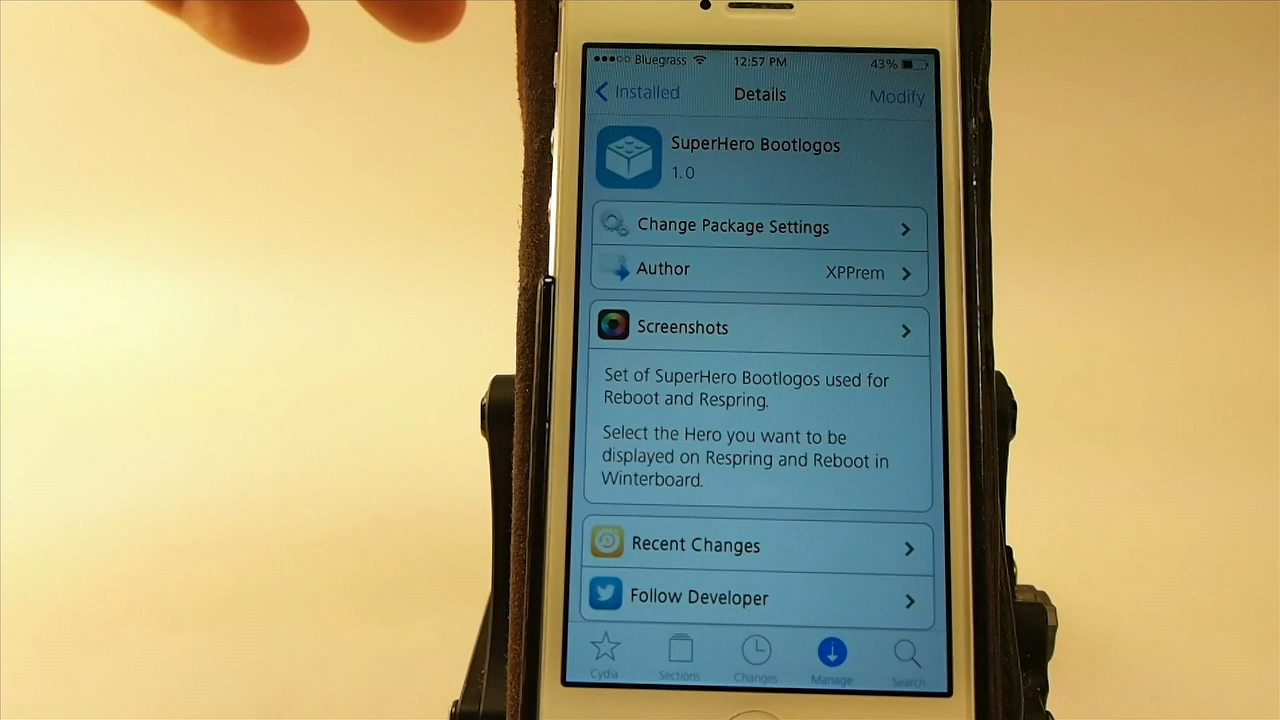 Bluegrass 12:57 PM 43%
Installed Details Modify
SuperHero Bootlogos
1.0
Change Package Settings
Author XPPrem
Screenshots
Set of SuperHero Bootlogos used for
Reboot and Respring.
Select the Hero you want to be
displayed on Respring and Reboot in
Winterboard.
Recent Changes
Follow Developer
Cydia Sections Changes Manage Search